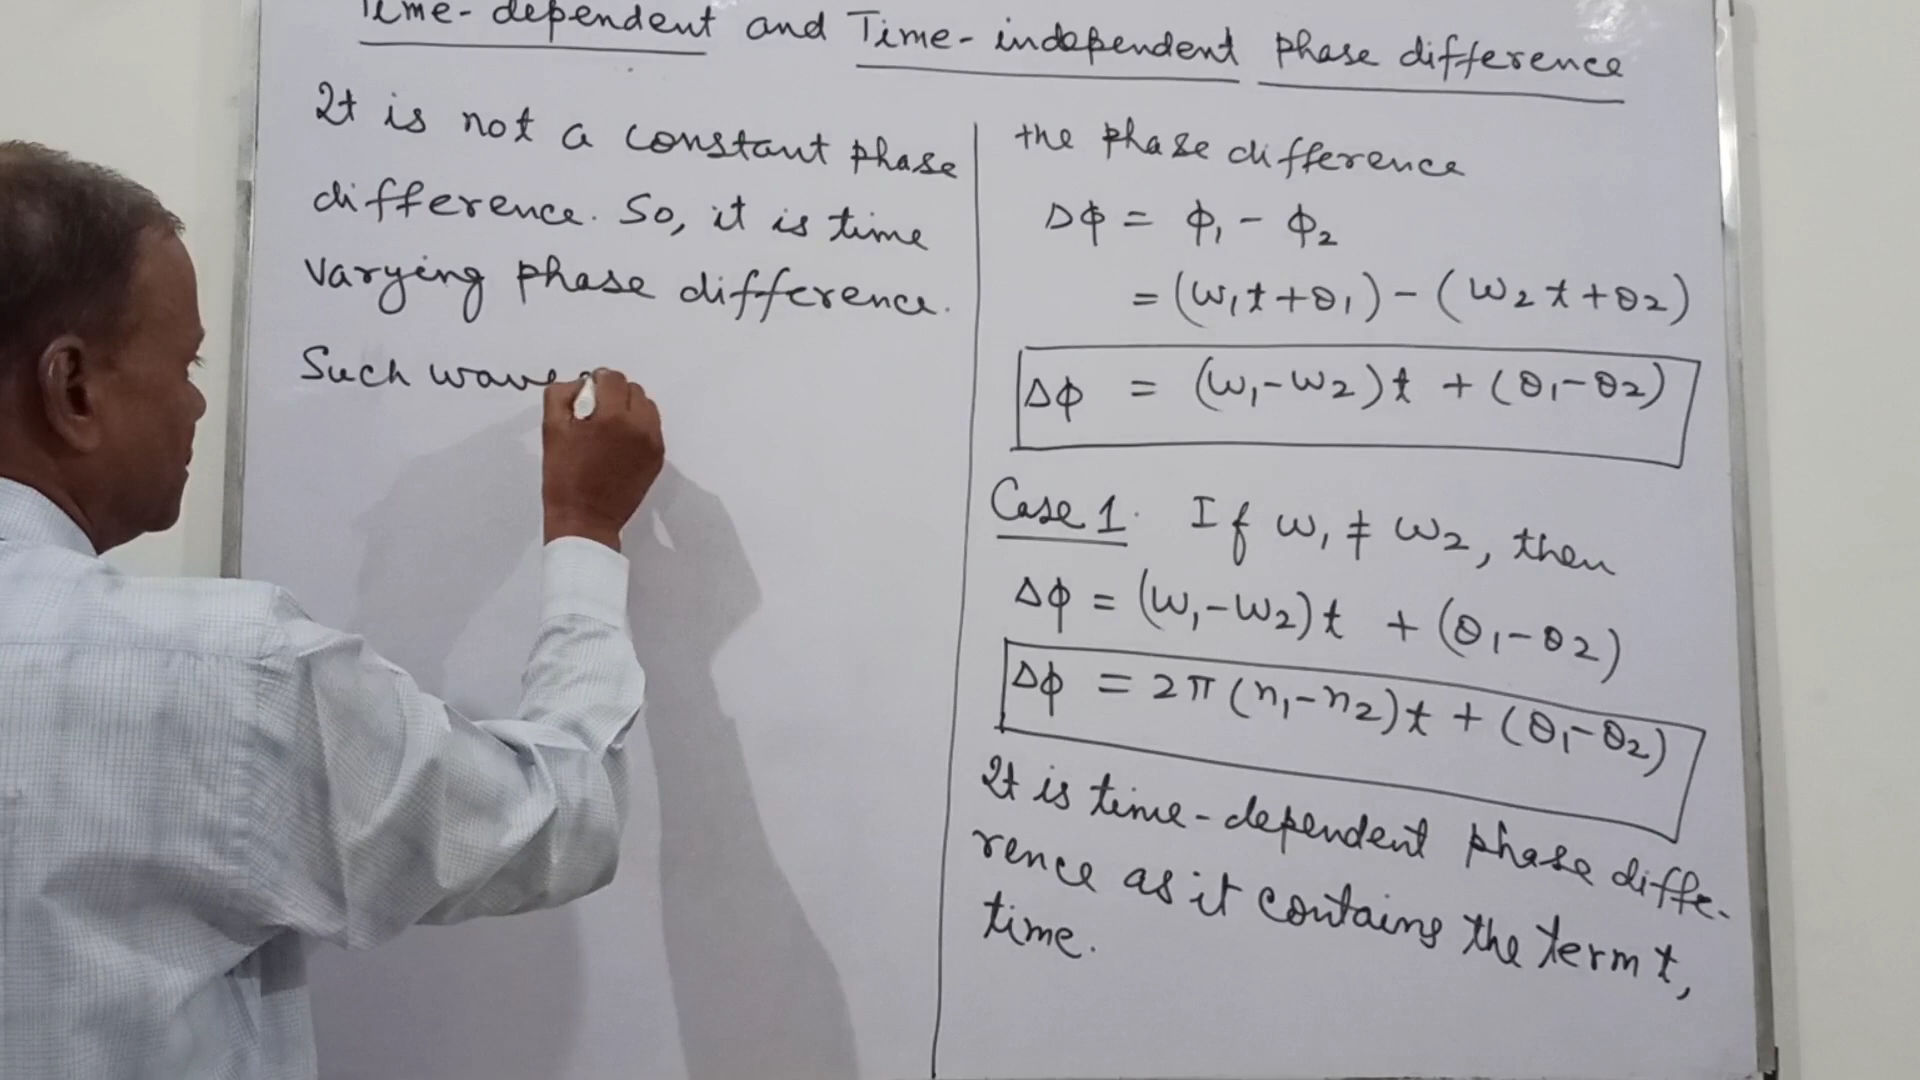 Time-dependent and Time-independent phase difference
It is not a constant phase
difference. So, it is time
varying phase difference.
Such wave
the phase difference
Δφ = φ₁ - φ₂
= (ω₁t+θ₁) - (ω₂t+θ₂)
Δφ = (ω₁-ω₂)t + (θ₁-θ₂)
Case 1. If ω₁ ≠ ω₂, then
Δφ = (ω₁-ω₂)t + (θ₁-θ₂)
Δφ = 2π(n₁-n₂)t + (θ₁-θ₂)
It is time-dependent phase diffe-
rence as it contains the term t,
time.